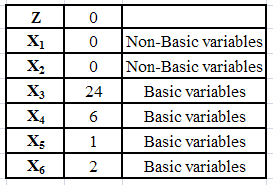 Z 0
X₁ 0 Non-Basic variables
X₂ 0 Non-Basic variables
X₃ 24 Basic variables
X₄ 6 Basic variables
X₅ 1 Basic variables
X₆ 2 Basic variables